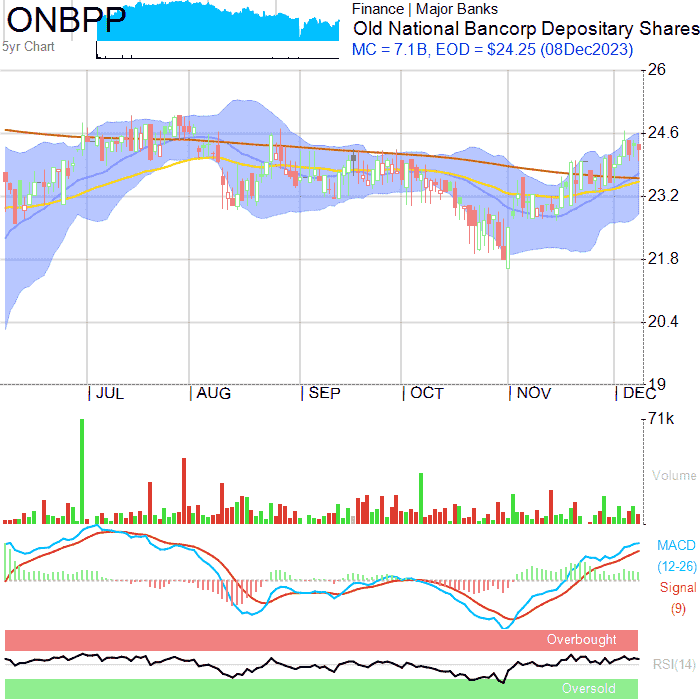 ONBPP
5yr Chart
Finance | Major Banks
Old National Bancorp Depositary Shares
MC = 7.1B, EOD = $24.25 (08Dec2023)
26
24.6
23.2
21.8
20.4
19
JUL AUG SEP OCT NOV DEC
71k
Volume
MACD
(12-26)
Signal
(9)
Overbought
RSI(14)
Oversold